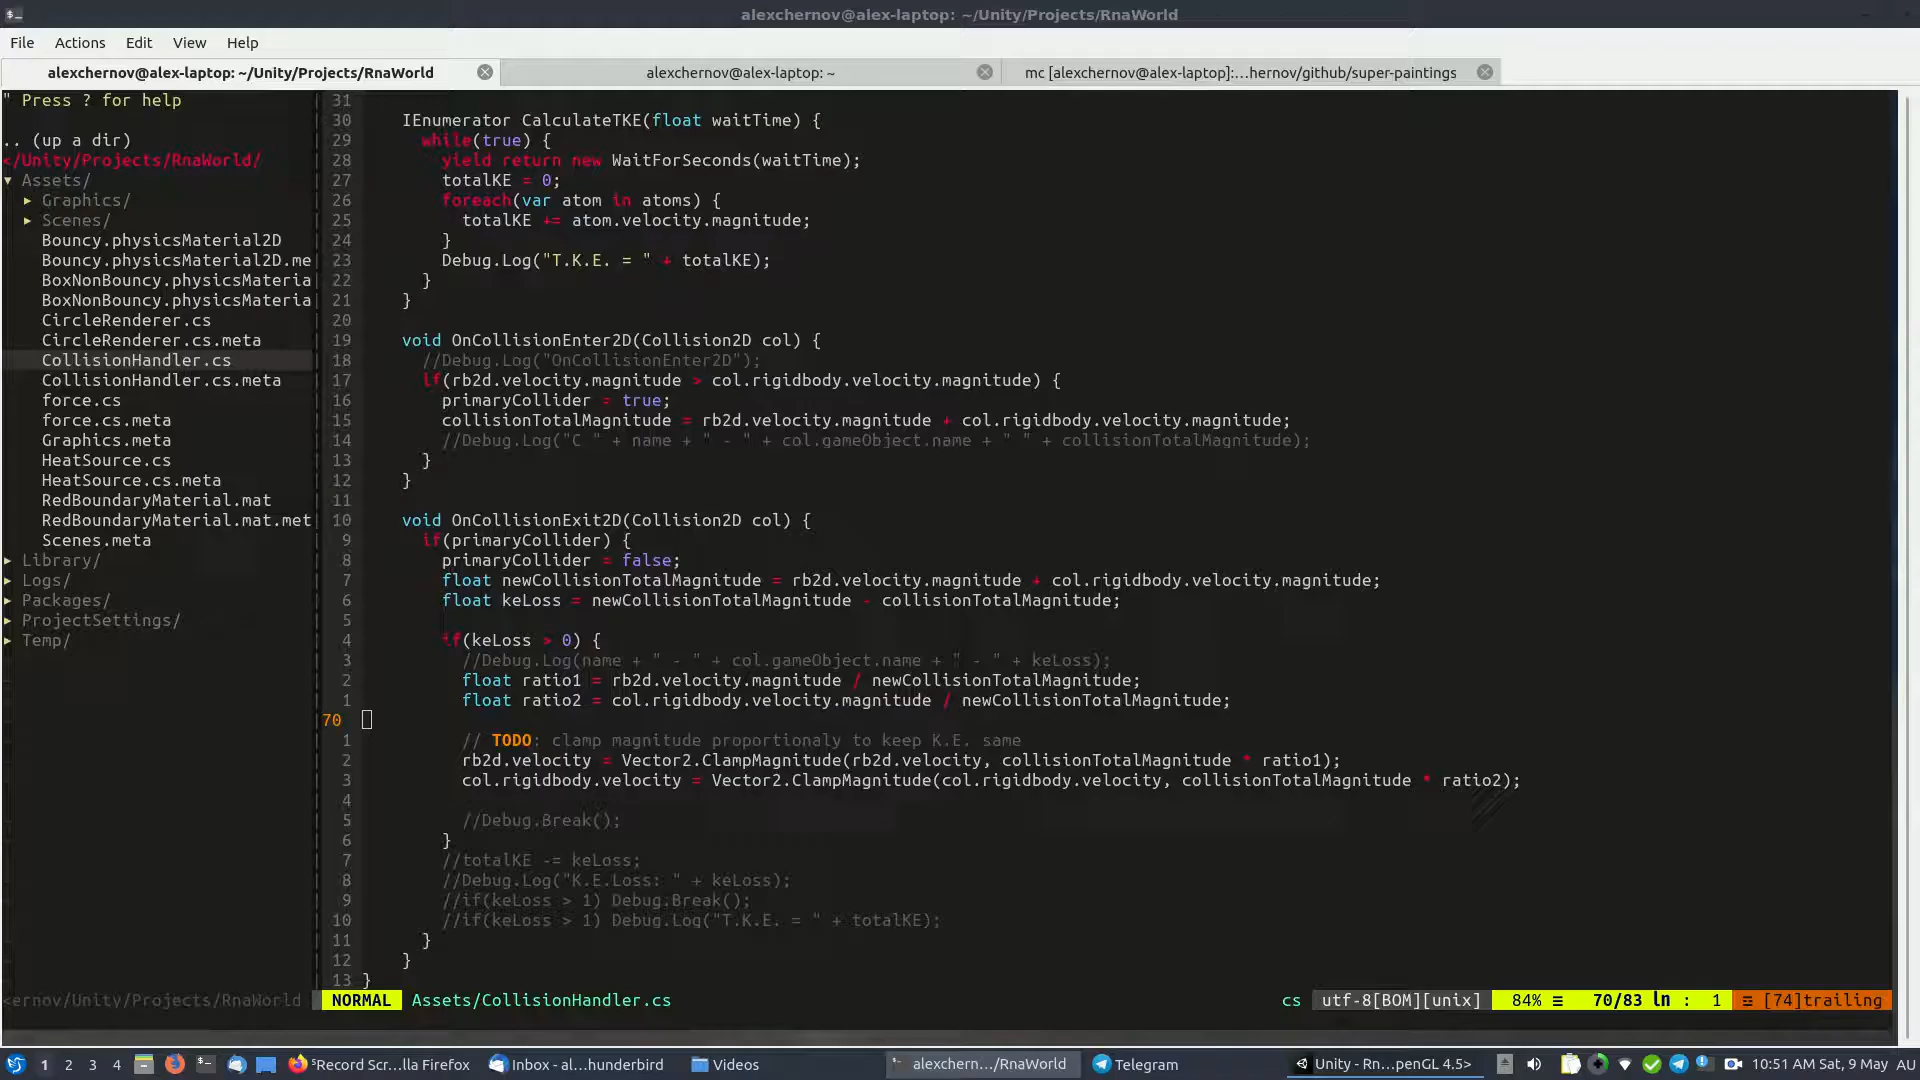 alexchernov@alex-laptop: ~/Unity/Projects/RnaWorld
File Actions Edit View Help
alexchernov@alex-laptop: ~/Unity/Projects/RnaWorld
alexchernov@alex-laptop: ~
mc [alexchernov@alex-laptop]:...hernov/github/super-paintings
" Press ? for help
.. (up a dir)
</Unity/Projects/RnaWorld/
▾ Assets/
▸ Graphics/
▸ Scenes/
Bouncy.physicsMaterial2D
Bouncy.physicsMaterial2D.me
BoxNonBouncy.physicsMateria
BoxNonBouncy.physicsMateria
CircleRenderer.cs
CircleRenderer.cs.meta
CollisionHandler.cs
CollisionHandler.cs.meta
force.cs
force.cs.meta
Graphics.meta
HeatSource.cs
HeatSource.cs.meta
RedBoundaryMaterial.mat
RedBoundaryMaterial.mat.met
Scenes.meta
▸ Library/
▸ Logs/
▸ Packages/
▸ ProjectSettings/
▸ Temp/
31
30 IEnumerator CalculateTKE(float waitTime) {
29 while(true) {
28 yield return new WaitForSeconds(waitTime);
27 totalKE = 0;
26 foreach(var atom in atoms) {
25 totalKE += atom.velocity.magnitude;
24 }
23 Debug.Log("T.K.E. = " + totalKE);
22 }
21 }
20
19 void OnCollisionEnter2D(Collision2D col) {
18 //Debug.Log("OnCollisionEnter2D");
17 if(rb2d.velocity.magnitude > col.rigidbody.velocity.magnitude) {
16 primaryCollider = true;
15 collisionTotalMagnitude = rb2d.velocity.magnitude + col.rigidbody.velocity.magnitude;
14 //Debug.Log("C " + name + " - " + col.gameObject.name + " " + collisionTotalMagnitude);
13 }
12 }
11
10 void OnCollisionExit2D(Collision2D col) {
9 if(primaryCollider) {
8 primaryCollider = false;
7 float newCollisionTotalMagnitude = rb2d.velocity.magnitude + col.rigidbody.velocity.magnitude;
6 float keLoss = newCollisionTotalMagnitude - collisionTotalMagnitude;
5
4 if(keLoss > 0) {
3 //Debug.Log(name + " - " + col.gameObject.name + " - " + keLoss);
2 float ratio1 = rb2d.velocity.magnitude / newCollisionTotalMagnitude;
1 float ratio2 = col.rigidbody.velocity.magnitude / newCollisionTotalMagnitude;
70
1 // TODO: clamp magnitude proportionaly to keep K.E. same
2 rb2d.velocity = Vector2.ClampMagnitude(rb2d.velocity, collisionTotalMagnitude * ratio1);
3 col.rigidbody.velocity = Vector2.ClampMagnitude(col.rigidbody.velocity, collisionTotalMagnitude * ratio2);
4
5 //Debug.Break();
6 }
7 //totalKE -= keLoss;
8 //Debug.Log("K.E.Loss: " + keLoss);
9 //if(keLoss > 1) Debug.Break();
10 //if(keLoss > 1) Debug.Log("T.K.E. = " + totalKE);
11 }
12 }
13 }
<ernov/Unity/Projects/RnaWorld NORMAL Assets/CollisionHandler.cs cs utf-8[BOM][unix] 84% ≡ 70/83 ln : 1 ≡ [74]trailing
1 2 3 4 ⁵Record Scr...lla Firefox Inbox - al...hunderbird Videos alexchern.../RnaWorld Telegram Unity - Rn...penGL 4.5> 10:51 AM Sat, 9 May AU